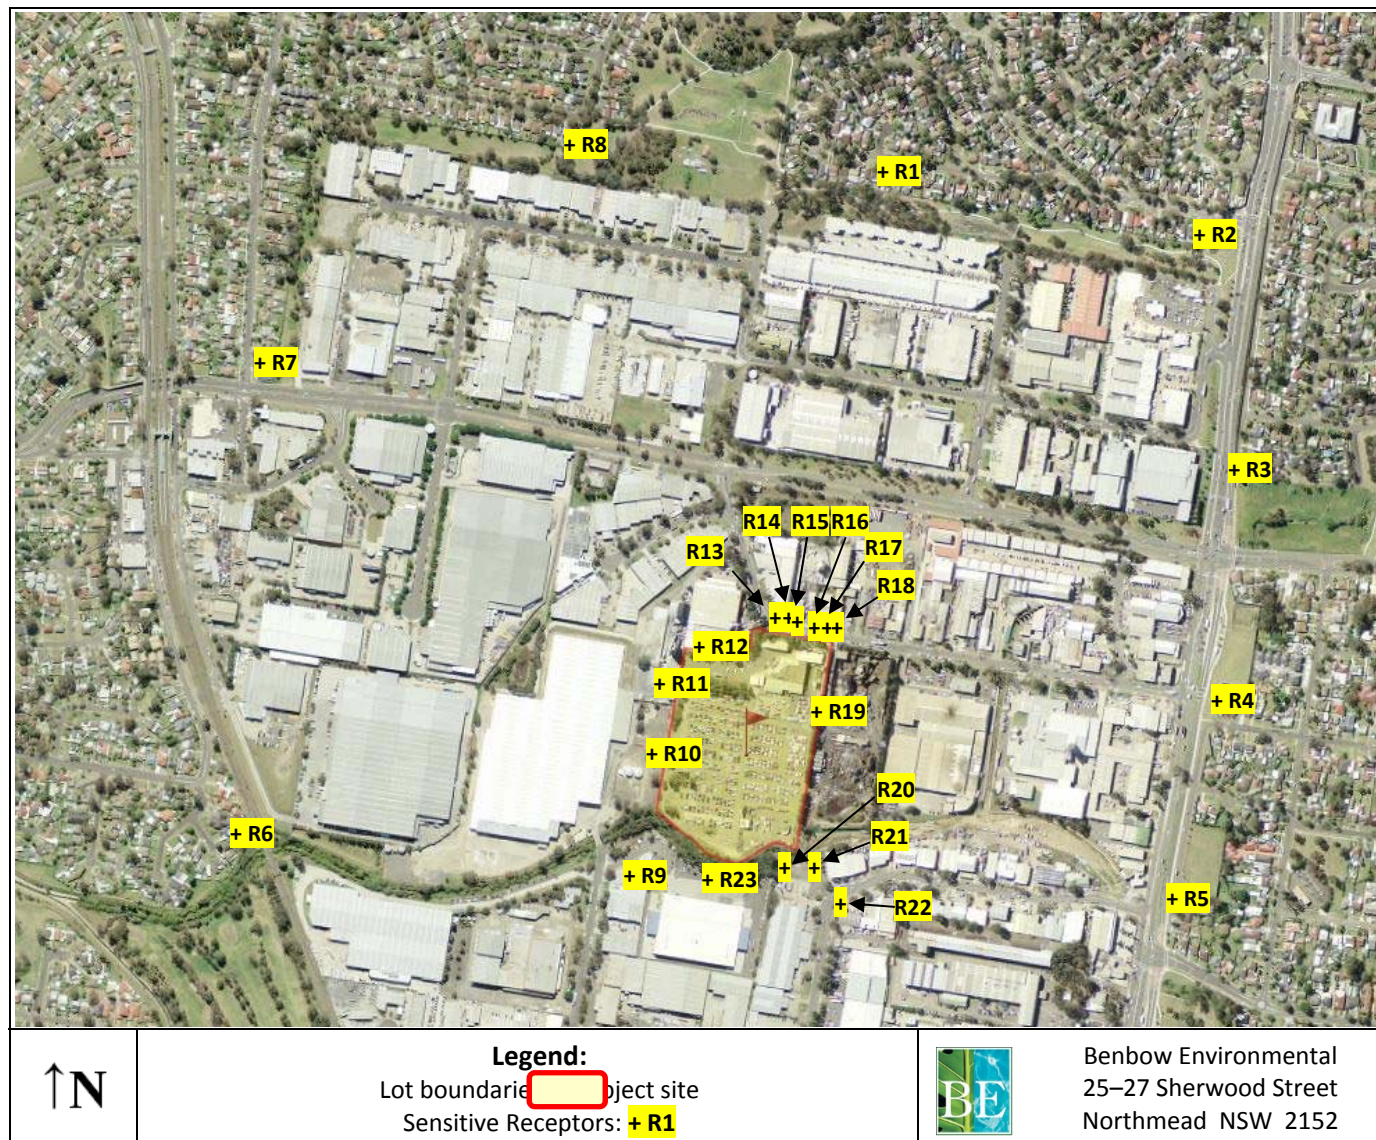 + R8
+ R1
+ R2
+ R7
+ R3
R14 R15 R16
R13
R17
R18
++
+
+++
+ R12
+ R11
+ R4
+ R19
+ R10
R20
+ R6
R21
+
+
+ R9
+ R23
+ R5
+
R22
↑N
Legend:
Lot boundarie bject site
Sensitive Receptors: + R1
BE
Benbow Environmental
25–27 Sherwood Street
Northmead NSW 2152